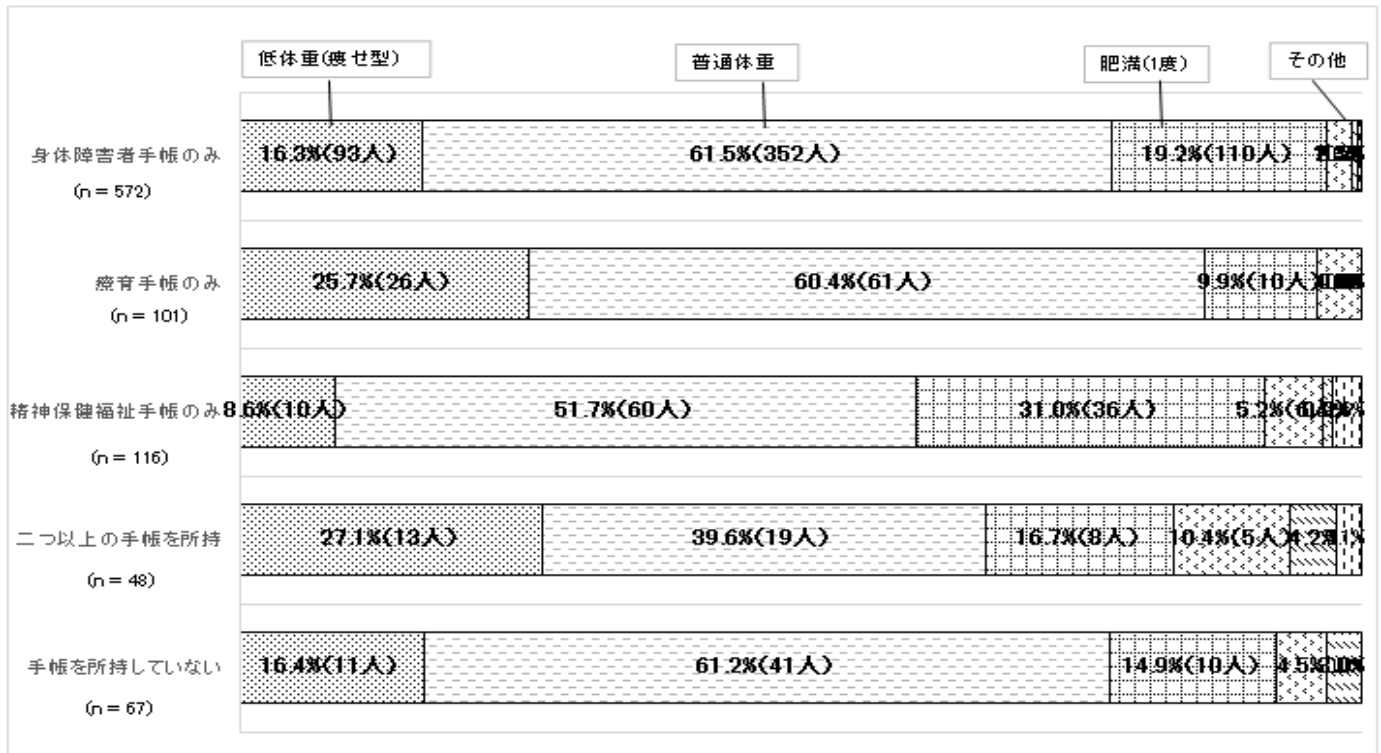 低体重(痩せ型)
普通体重
肥満(1度)
その他
身体障害者手帳のみ
(n = 572)
16.3%(93人)
61.5%(352人)
19.2%(110人)
療育手帳のみ
(n = 101)
25.7%(26人)
60.4%(61人)
9.9%(10人)
精神保健福祉手帳のみ
(n = 116)
8.6%(10人)
51.7%(60人)
31.0%(36人)
5.2%
二つ以上の手帳を所持
(n = 48)
27.1%(13人)
39.6%(19人)
16.7%(8人)
10.4%(5人)
4.2%
手帳を所持していない
(n = 67)
16.4%(11人)
61.2%(41人)
14.9%(10人)
4.5%